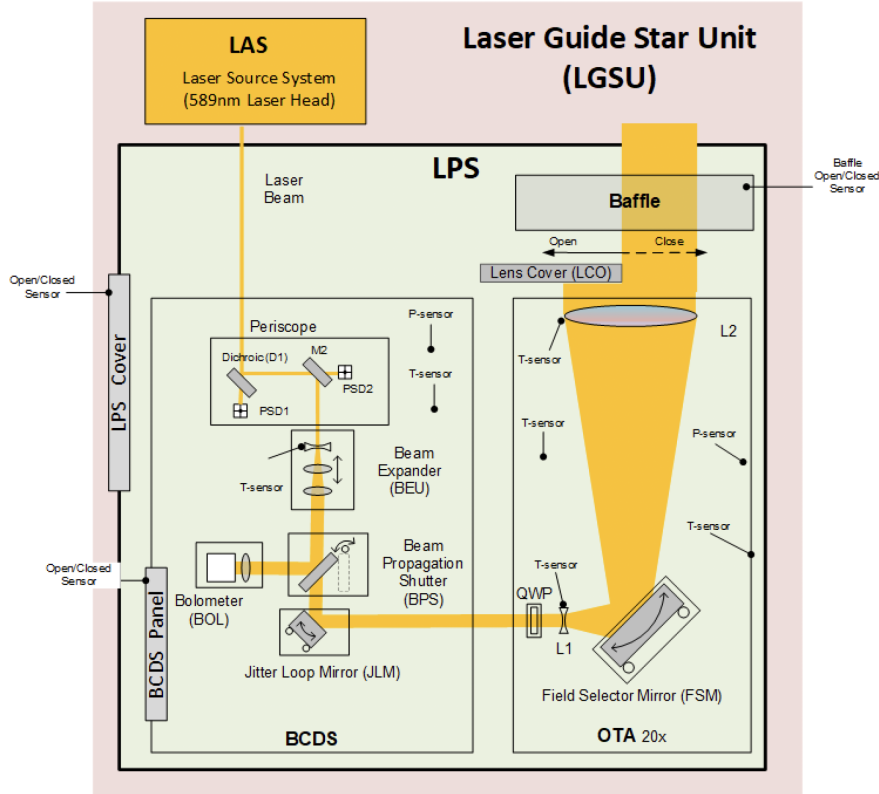 LAS
Laser Source System
(589nm Laser Head)
Laser Guide Star Unit
(LGSU)
LPS
Laser
Beam
Baffle
Open/Closed
Sensor
Baffle
Open
Close
Lens Cover (LCO)
Open/Closed
Sensor
LPS Cover
Periscope
P-sensor
Dichroic (D1)
M2
T-sensor
PSD2
PSD1
T-sensor
L2
Beam
Expander
(BEU)
T-sensor
T-sensor
P-sensor
T-sensor
Open/Closed
Sensor
BCDS Panel
Bolometer
(BOL)
Beam
Propagation
Shutter
(BPS)
T-sensor
QWP
L1
Jitter Loop Mirror (JLM)
Field Selector Mirror (FSM)
BCDS
OTA 20x